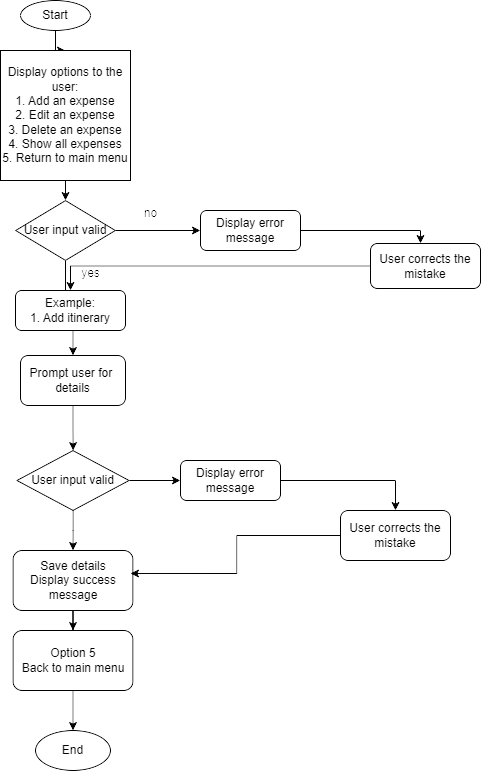 Start
Display options to the
user:
1. Add an expense
2. Edit an expense
3. Delete an expense
4. Show all expenses
5. Return to main menu
User input valid
no
Display error
message
User corrects the
mistake
yes
Example:
1. Add itinerary
Prompt user for
details
User input valid
Display error
message
User corrects the
mistake
Save details
Display success
message
Option 5
Back to main menu
End